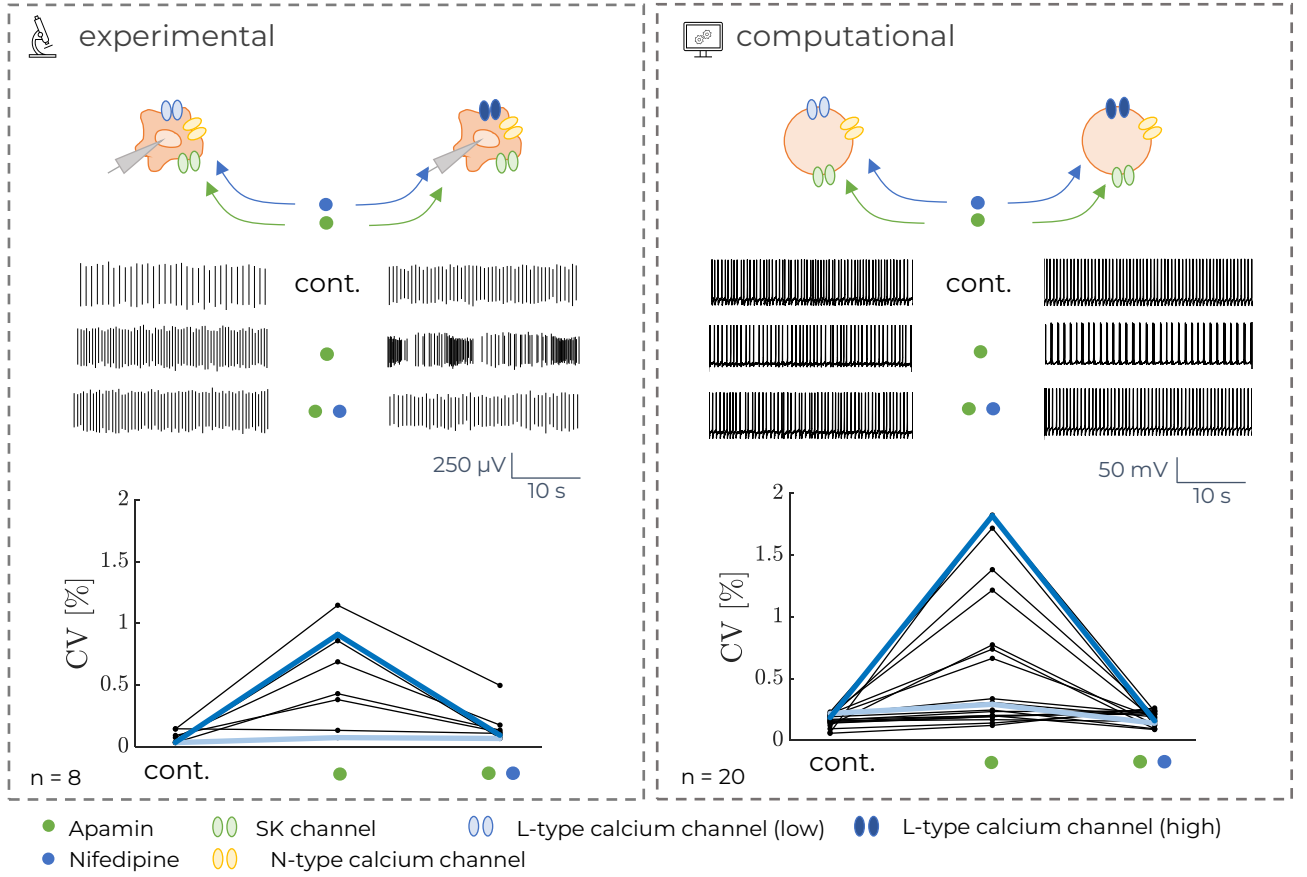 experimental
cont.
250 µV
10 s
2
1.5
1
0.5
0
CV [%]
cont.
n = 8
computational
cont.
50 mV
10 s
2
1.5
1
0.5
0
CV [%]
cont.
n = 20
Apamin
SK channel
L-type calcium channel (low)
L-type calcium channel (high)
Nifedipine
N-type calcium channel